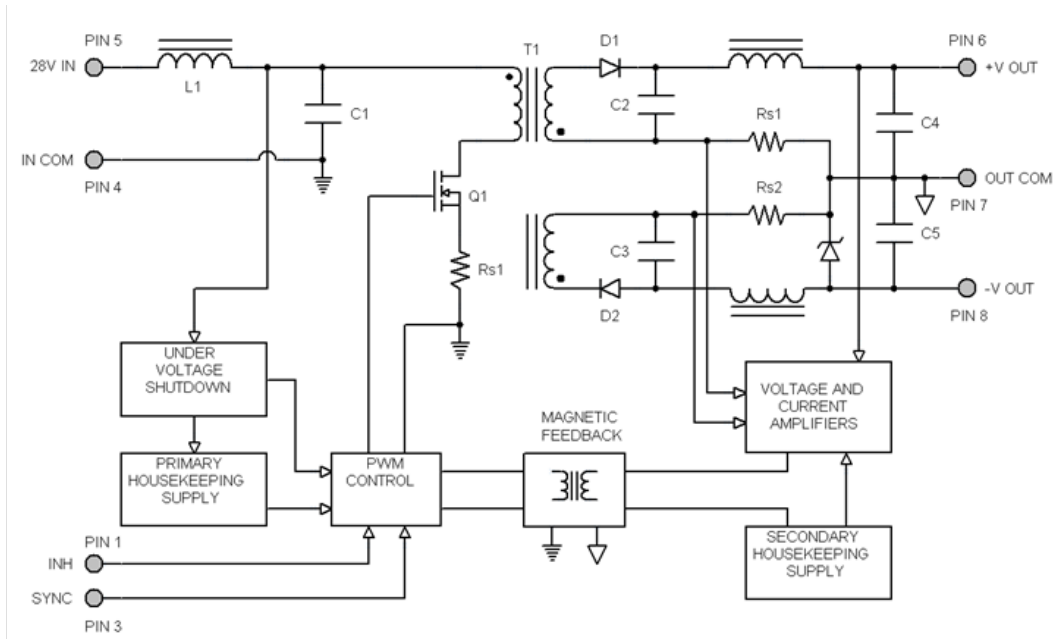 PIN 5
28V IN
L1
C1
IN COM
PIN 4
T1
D1
C2
Rs1
PIN 6
+V OUT
C4
OUT COM
PIN 7
Q1
Rs2
Rs1
C3
C5
D2
-V OUT
PIN 8
UNDER
VOLTAGE
SHUTDOWN
PRIMARY
HOUSEKEEPING
SUPPLY
PWM
CONTROL
MAGNETIC
FEEDBACK
VOLTAGE AND
CURRENT
AMPLIFIERS
SECONDARY
HOUSEKEEPING
SUPPLY
PIN 1
INH
SYNC
PIN 3